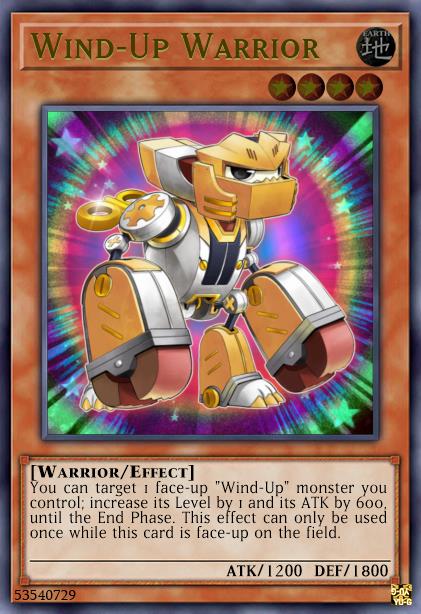 WIND-UP WARRIOR
EARTH
地
[WARRIOR/EFFECT]
You can target 1 face-up "Wind-Up" monster you
control; increase its Level by 1 and its ATK by 600,
until the End Phase. This effect can only be used
once while this card is face-up on the field.
ATK/1200 DEF/1800
53540729